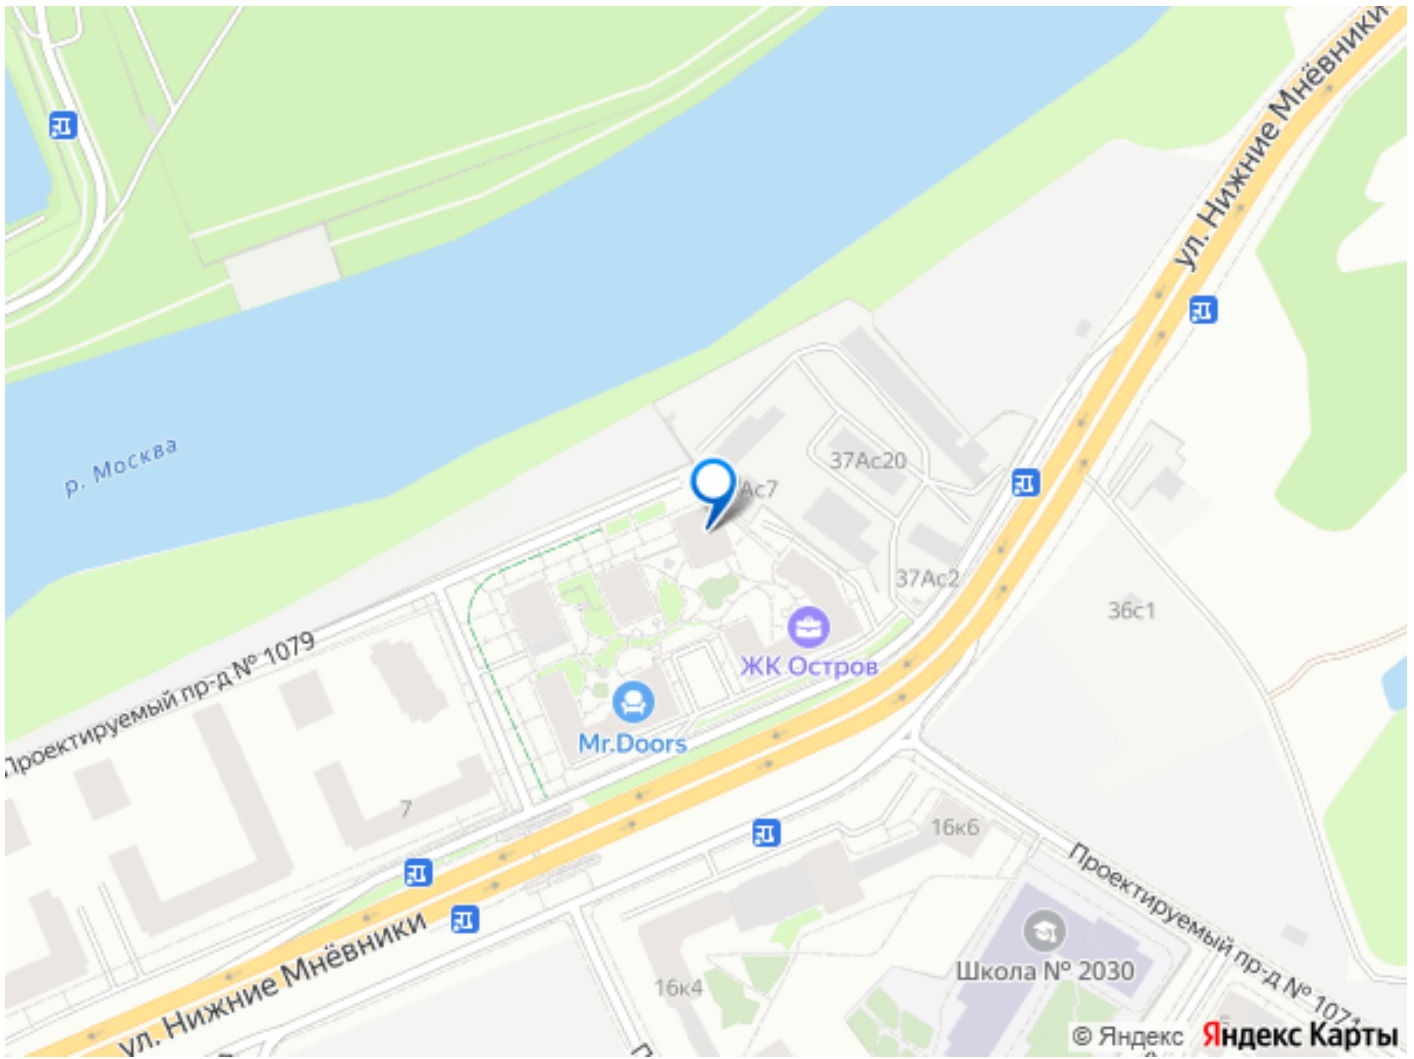 ул. Нижние Мнёвники
р. Москва
37Ас20
Ас7
37Ас2
36с1
ЖК Остров
Проектируемый пр-д № 1079
Mr.Doors
7
16к6
Проектируемый пр-д № 1071
Школа № 2030
ул. Нижние Мнёвники
16к4
© Яндекс Яндекс Карты